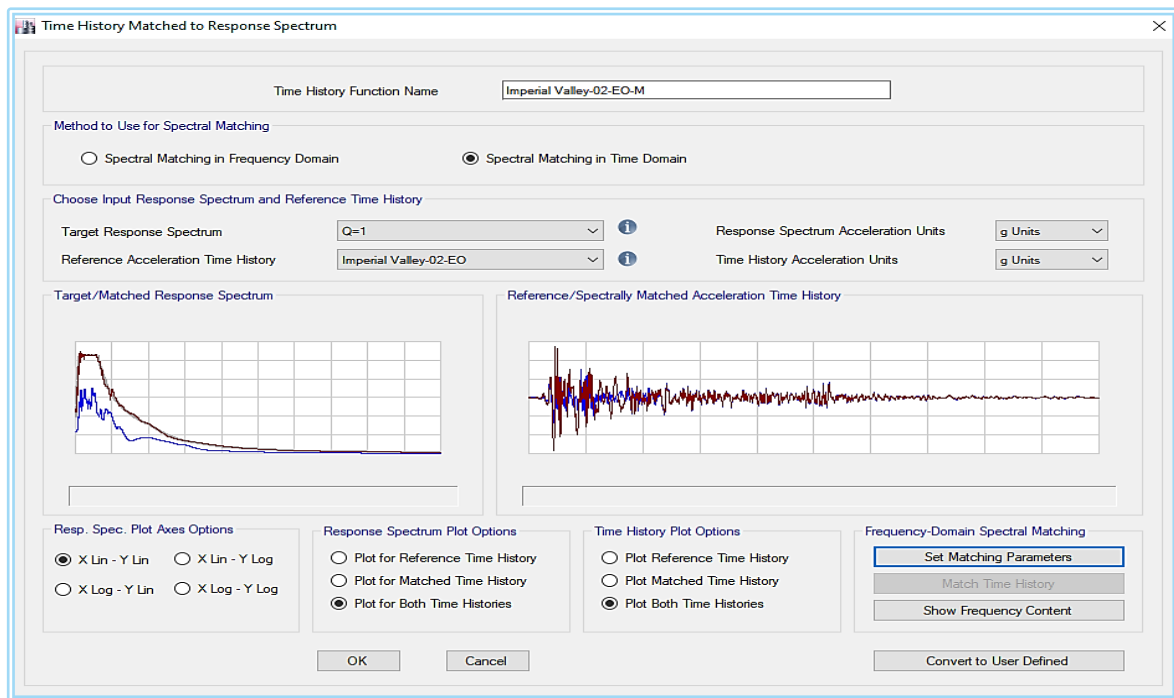 Time History Matched to Response Spectrum
Time History Function Name
Imperial Valley-02-EO-M
Method to Use for Spectral Matching
Spectral Matching in Frequency Domain
Spectral Matching in Time Domain
Choose Input Response Spectrum and Reference Time History
Target Response Spectrum
Q=1
Response Spectrum Acceleration Units
g Units
Reference Acceleration Time History
Imperial Valley-02-EO
Time History Acceleration Units
g Units
Target/Matched Response Spectrum
Reference/Spectrally Matched Acceleration Time History
Resp. Spec. Plot Axes Options
X Lin - Y Lin
X Lin - Y Log
X Log - Y Lin
X Log - Y Log
Response Spectrum Plot Options
Plot for Reference Time History
Plot for Matched Time History
Plot for Both Time Histories
Time History Plot Options
Plot Reference Time History
Plot Matched Time History
Plot Both Time Histories
Frequency-Domain Spectral Matching
Set Matching Parameters
Match Time History
Show Frequency Content
OK
Cancel
Convert to User Defined